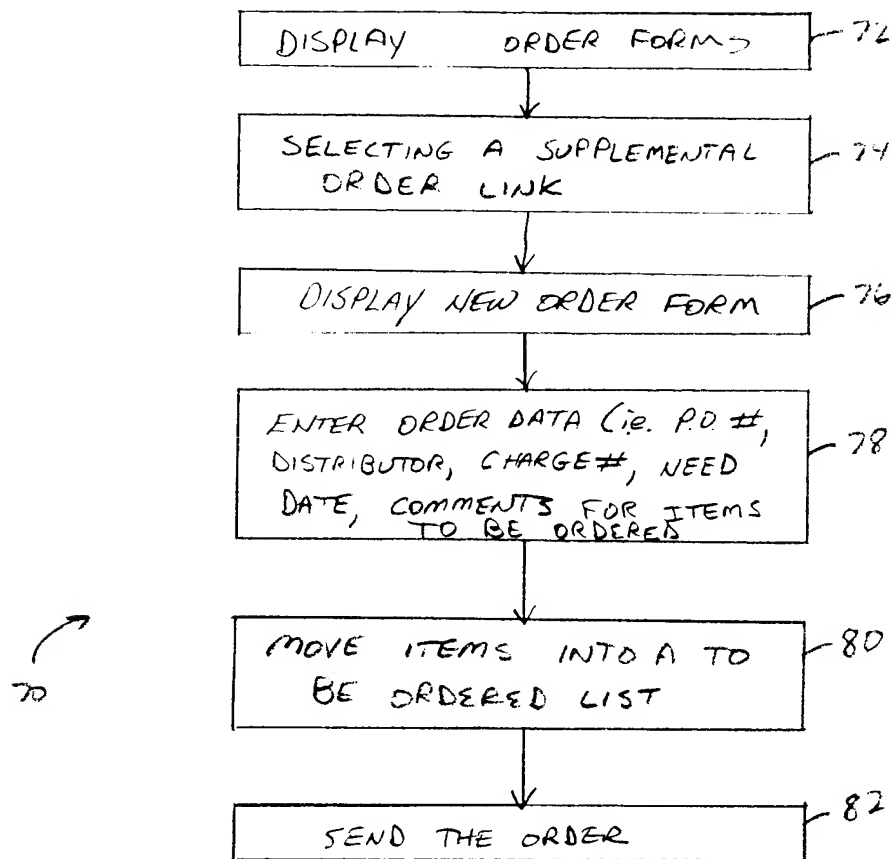 DISPLAY ORDER FORMS
72
SELECTING A SUPPLEMENTAL
ORDER LINK
74
DISPLAY NEW ORDER FORM
76
ENTER ORDER DATA (i.e. P.O. #,
DISTRIBUTOR, CHARGE#, NEED
DATE, COMMENTS FOR ITEMS
TO BE ORDERED
78
MOVE ITEMS INTO A TO
BE ORDERED LIST
80
70
SEND THE ORDER
82